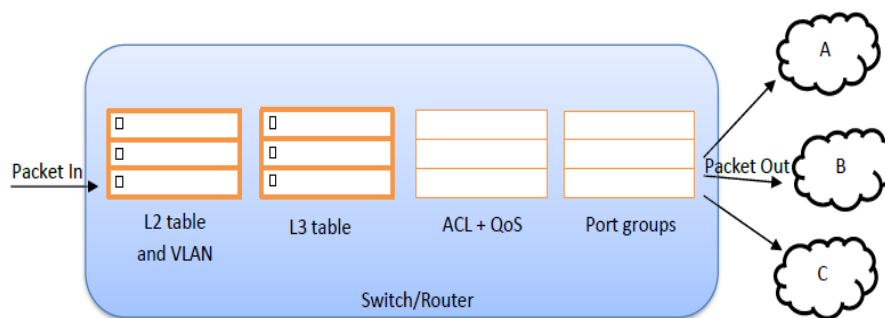 A
Packet In
Packet Out
B
L2 table
and VLAN
L3 table
ACL + QoS
Port groups
C
Switch/Router